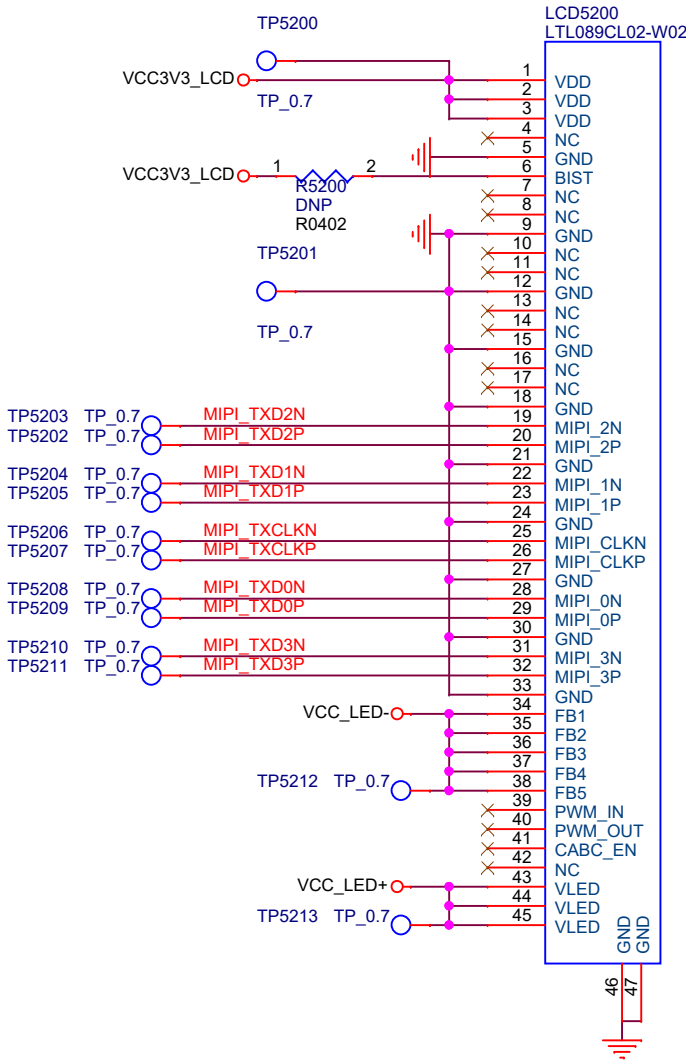 LCD5200
LTL089CL02-W02
TP5200
VCC3V3_LCD
TP_0.7
1 VDD
2 VDD
3 VDD
4 NC
5 GND
VCC3V3_LCD 1 2 6 BIST
R5200
DNP
R0402
7 NC
8 NC
9 GND
TP5201
10 NC
11 NC
12 GND
TP_0.7
13 NC
14 NC
15 GND
16 NC
17 NC
18 GND
TP5203 TP_0.7 MIPI_TXD2N 19 MIPI_2N
TP5202 TP_0.7 MIPI_TXD2P 20 MIPI_2P
21 GND
TP5204 TP_0.7 MIPI_TXD1N 22 MIPI_1N
TP5205 TP_0.7 MIPI_TXD1P 23 MIPI_1P
24 GND
TP5206 TP_0.7 MIPI_TXCLKN 25 MIPI_CLKN
TP5207 TP_0.7 MIPI_TXCLKP 26 MIPI_CLKP
27 GND
TP5208 TP_0.7 MIPI_TXD0N 28 MIPI_0N
TP5209 TP_0.7 MIPI_TXD0P 29 MIPI_0P
30 GND
TP5210 TP_0.7 MIPI_TXD3N 31 MIPI_3N
TP5211 TP_0.7 MIPI_TXD3P 32 MIPI_3P
33 GND
VCC_LED- 34 FB1
35 FB2
36 FB3
37 FB4
TP5212 TP_0.7 38 FB5
39 PWM_IN
40 PWM_OUT
41 CABC_EN
42 NC
VCC_LED+ 43 VLED
44 VLED
TP5213 TP_0.7 45 VLED
GND
GND
46
47